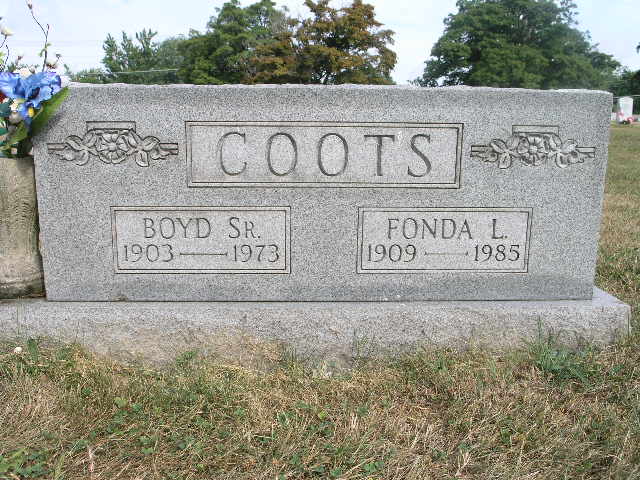 COOTS
BOYD SR.
1903 — 1973
FONDA L.
1909 — 1985